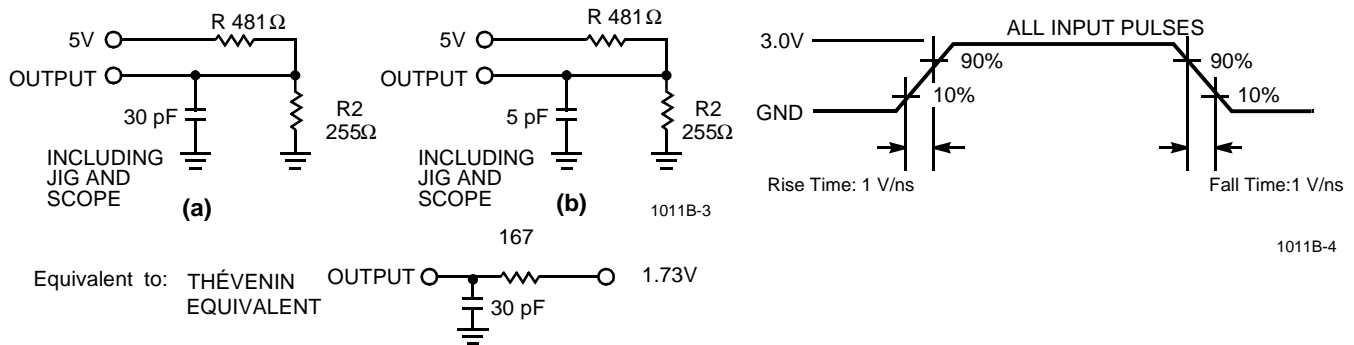 R 481Ω
5V
OUTPUT
30 pF
R2
255Ω
INCLUDING
JIG AND
SCOPE
(a)
R 481Ω
5V
OUTPUT
5 pF
R2
255Ω
INCLUDING
JIG AND
SCOPE
(b)
1011B-3
ALL INPUT PULSES
3.0V
90%
10%
GND
90%
10%
Rise Time: 1 V/ns
Fall Time:1 V/ns
1011B-4
Equivalent to:
THÉVENIN
EQUIVALENT
OUTPUT
167
1.73V
30 pF